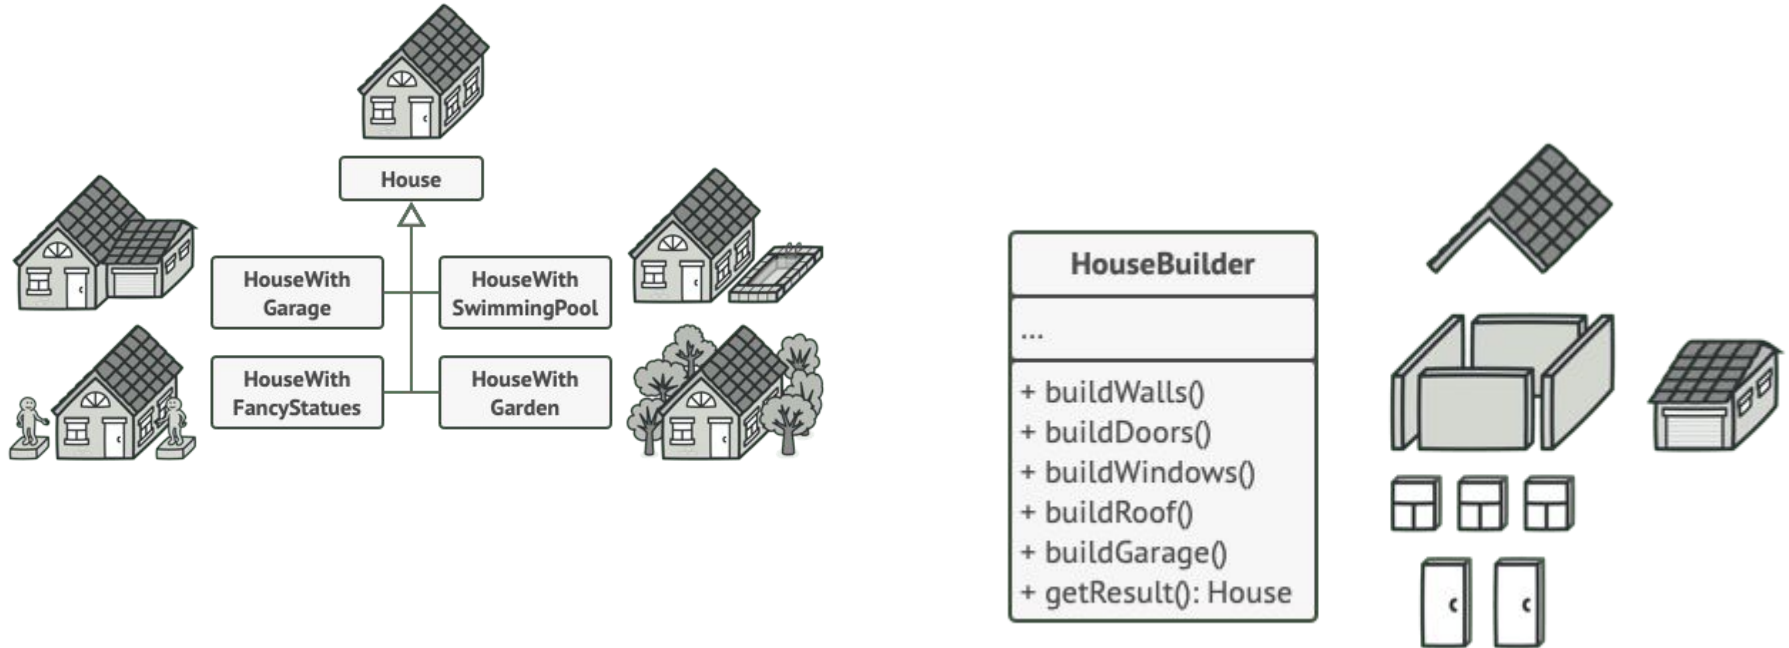 House
HouseWith
Garage
HouseWith
SwimmingPool
HouseWith
FancyStatues
HouseWith
Garden
HouseBuilder
...
+ buildWalls()
+ buildDoors()
+ buildWindows()
+ buildRoof()
+ buildGarage()
+ getResult(): House